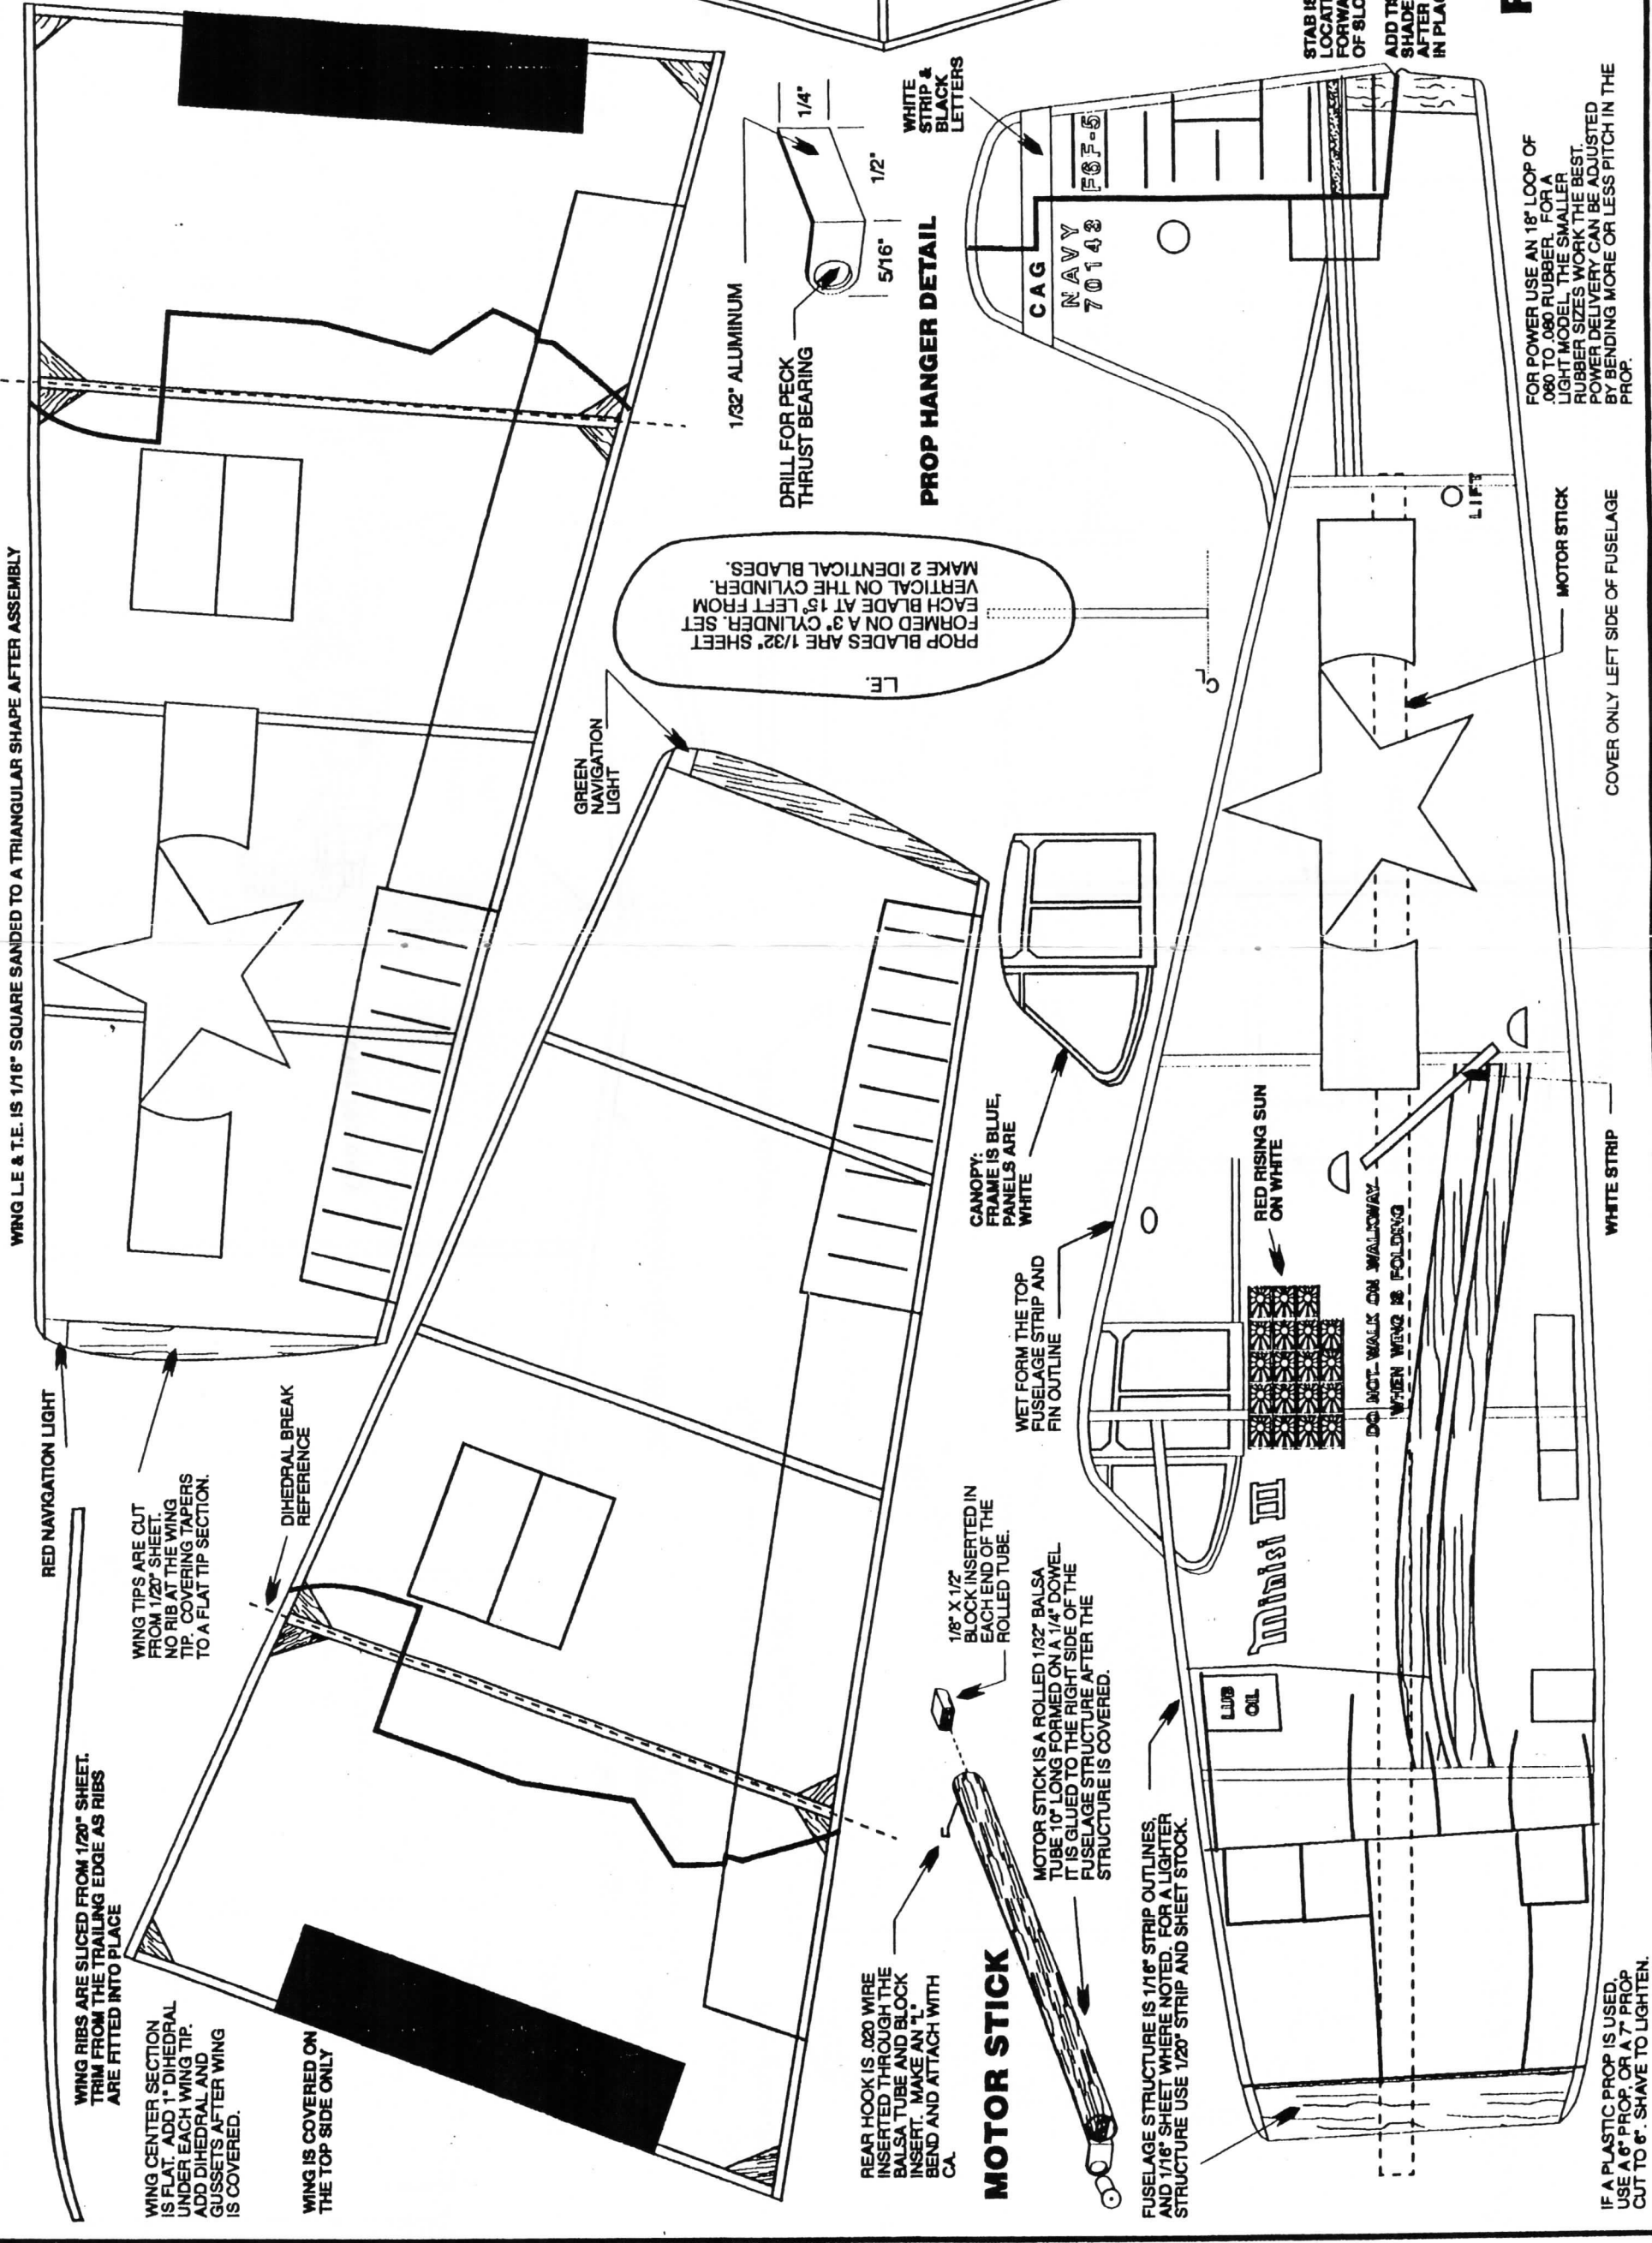 WING L.E & T.E. IS 1/16" SQUARE SANDED TO A TRIANGULAR SHAPE AFTER ASSEMBLY
RED NAVIGATION LIGHT
WING RIBS ARE SLICED FROM 1/20" SHEET.
TRIM FROM THE TRAILING EDGE AS RIBS
ARE FITTED INTO PLACE
WING TIPS ARE CUT
FROM 1/20" SHEET.
NO RIB AT THE WING
TIP. COVERING TAPERS
TO A FLAT TIP SECTION.
WING CENTER SECTION
IS FLAT. ADD 1" DIHEDRAL
UNDER EACH WING TIP.
ADD DIHEDRAL AND
GUSSETS AFTER WING
IS COVERED.
DIHEDRAL BREAK
REFERENCE
WING IS COVERED ON
THE TOP SIDE ONLY
GREEN
NAVIGATION
LIGHT
1/32" ALUMINUM
DRILL FOR PECK
THRUST BEARING
1/4"
1/2"
5/16"
PROP HANGER DETAIL
L.E.
PROP BLADES ARE 1/32" SHEET
FORMED ON A 3" CYLINDER. SET
EACH BLADE AT 15° LEFT FROM
VERTICAL ON THE CYLINDER.
MAKE 2 IDENTICAL BLADES.
CL
REAR HOOK IS .020 WIRE
INSERTED THROUGH THE
BALSA TUBE AND BLOCK
INSERT. MAKE AN "L"
BEND AND ATTACH WITH
CA.
1/8" X 1/2"
BLOCK INSERTED IN
EACH END OF THE
ROLLED TUBE.
MOTOR STICK
MOTOR STICK IS A ROLLED 1/32" BALSA
TUBE 10" LONG FORMED ON A 1/4" DOWEL.
IT IS GLUED TO THE RIGHT SIDE OF THE
FUSELAGE STRUCTURE AFTER THE
STRUCTURE IS COVERED.
FUSELAGE STRUCTURE IS 1/16" STRIP OUTLINES,
AND 1/16" SHEET WHERE NOTED. FOR A LIGHTER
STRUCTURE USE 1/20" STRIP AND SHEET STOCK.
CANOPY:
FRAME IS BLUE,
PANELS ARE
WHITE
WET FORM THE TOP
FUSELAGE STRIP AND
FIN OUTLINE
RED RISING SUN
ON WHITE
WHITE
STRIP &
BLACK
LETTERS
CAG
NAVY
70143
F6F-5
STAB IS
LOCATI
FORWA
OF SLO
ADD TIS
SHADE
AFTER
IN PLAC
LUB
OIL
Minisi III
DO NOT WALK ON WALKWAY
WHEN WING IS FOLDING
LIFT
MOTOR STICK
WHITE STRIP
COVER ONLY LEFT SIDE OF FUSELAGE
FOR POWER USE AN 18" LOOP OF
.060 TO .080 RUBBER. FOR A
LIGHT MODEL, THE SMALLER
RUBBER SIZES WORK THE BEST.
POWER DELIVERY CAN BE ADJUSTED
BY BENDING MORE OR LESS PITCH IN THE
PROP.
IF A PLASTIC PROP IS USED,
USE A 6" PROP, OR A 7" PROP
CUT TO 6". SHAVE TO LIGHTEN.